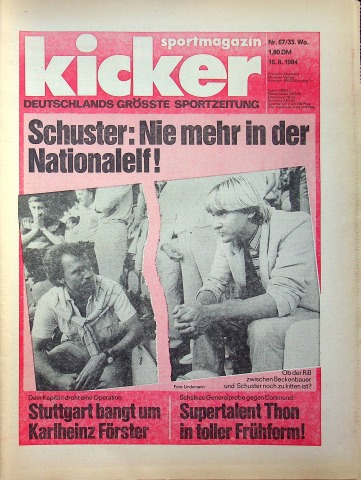 sportmagazin
kicker
DEUTSCHLANDS GRÖSSTE SPORTZEITUNG
Nr. 67/33. Wo.
1,80 DM
16. 8. 1984
Schuster: Nie mehr in der
Nationalelf!
Foto: Lindemann
Ob der Riß
zwischen Beckenbauer
und Schuster noch zu kitten ist?
Dem Kapitän droht eine Operation
Stuttgart bangt um
Karlheinz Förster
Schalkes Generalprobe gegen Dortmund:
Supertalent Thon
in toller Frühform!